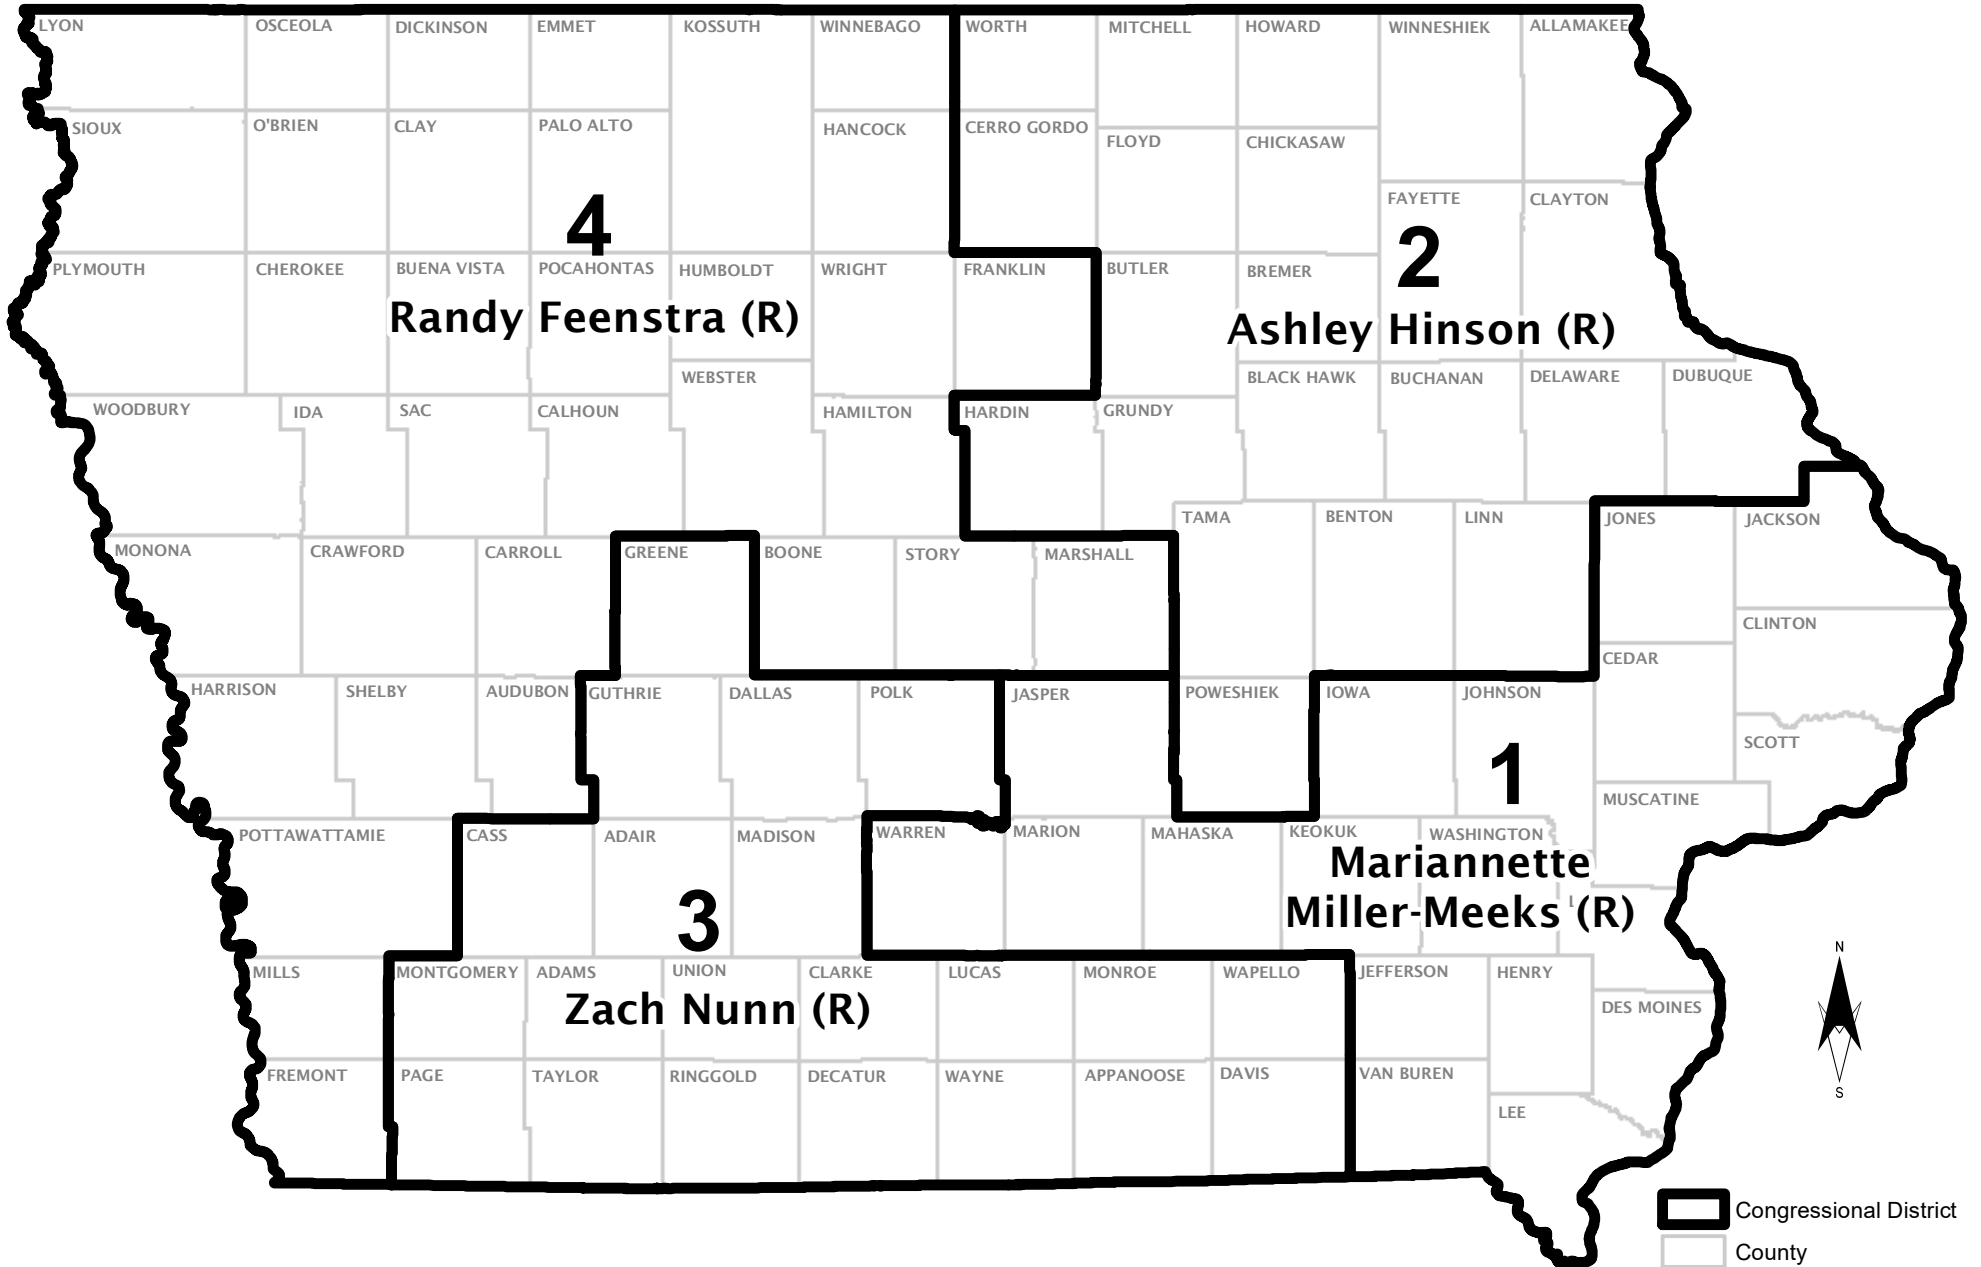 LYON
OSCEOLA
DICKINSON
EMMET
KOSSUTH
WINNEBAGO
WORTH
MITCHELL
HOWARD
WINNESHIEK
ALLAMAKEE
SIOUX
O'BRIEN
CLAY
PALO ALTO
HANCOCK
CERRO GORDO
FLOYD
CHICKASAW
FAYETTE
CLAYTON
4
2
PLYMOUTH
CHEROKEE
BUENA VISTA
POCAHONTAS
HUMBOLDT
WRIGHT
FRANKLIN
BUTLER
BREMER
Randy Feenstra (R)
Ashley Hinson (R)
WEBSTER
BLACK HAWK
BUCHANAN
DELAWARE
DUBUQUE
WOODBURY
IDA
SAC
CALHOUN
HAMILTON
HARDIN
GRUNDY
TAMA
BENTON
LINN
JONES
JACKSON
MONONA
CRAWFORD
CARROLL
GREENE
BOONE
STORY
MARSHALL
CLINTON
CEDAR
HARRISON
SHELBY
AUDUBON
GUTHRIE
DALLAS
POLK
JASPER
POWESHIEK
IOWA
JOHNSON
SCOTT
1
MUSCATINE
POTTAWATTAMIE
CASS
ADAIR
MADISON
WARREN
MARION
MAHASKA
KEOKUK
WASHINGTON
Mariannette
Miller-Meeks (R)
3
MILLS
MONTGOMERY
ADAMS
UNION
CLARKE
LUCAS
MONROE
WAPELLO
JEFFERSON
HENRY
DES MOINES
Zach Nunn (R)
FREMONT
PAGE
TAYLOR
RINGGOLD
DECATUR
WAYNE
APPANOOSE
DAVIS
VAN BUREN
LEE
N
S
Congressional District
County